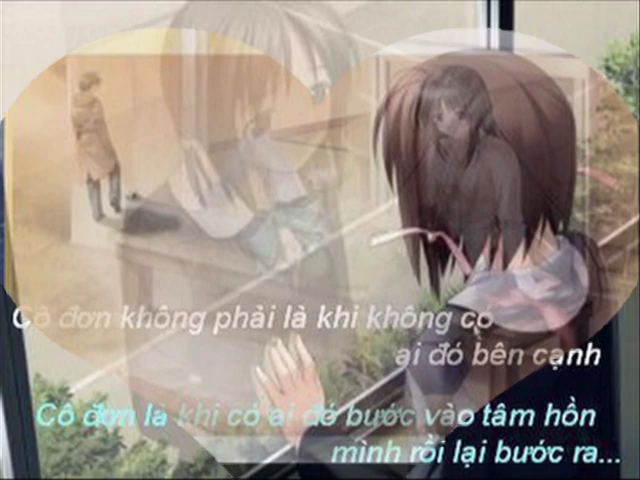 Cô đơn không phải là khi không có
ai đó bên cạnh
Cô đơn là khi có ai đó bước vào tâm hồn
mình rồi lại bước ra...